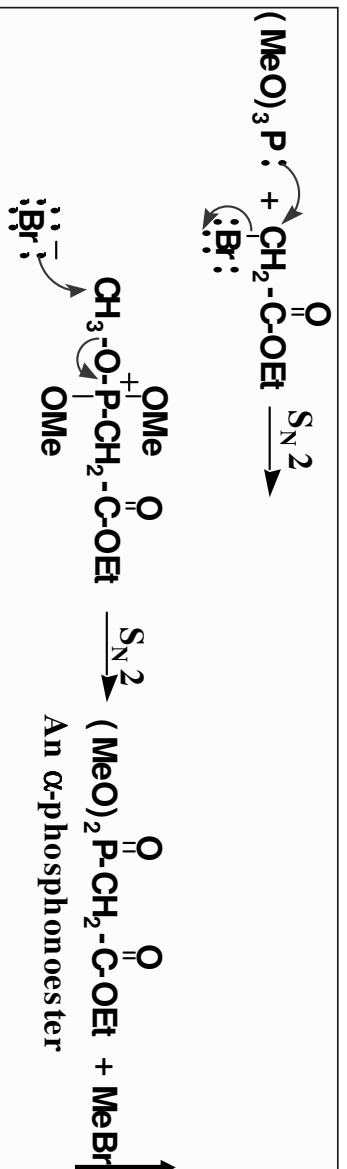 O
(MeO)3P: + CH2-C-OEt SN2
:Br:
CH3-O-P-CH2-C-OEt SN2
OMe
+
O
OMe
:Br: –
O O
(MeO)2P-CH2-C-OEt + MeBr
An α-phosphonoester